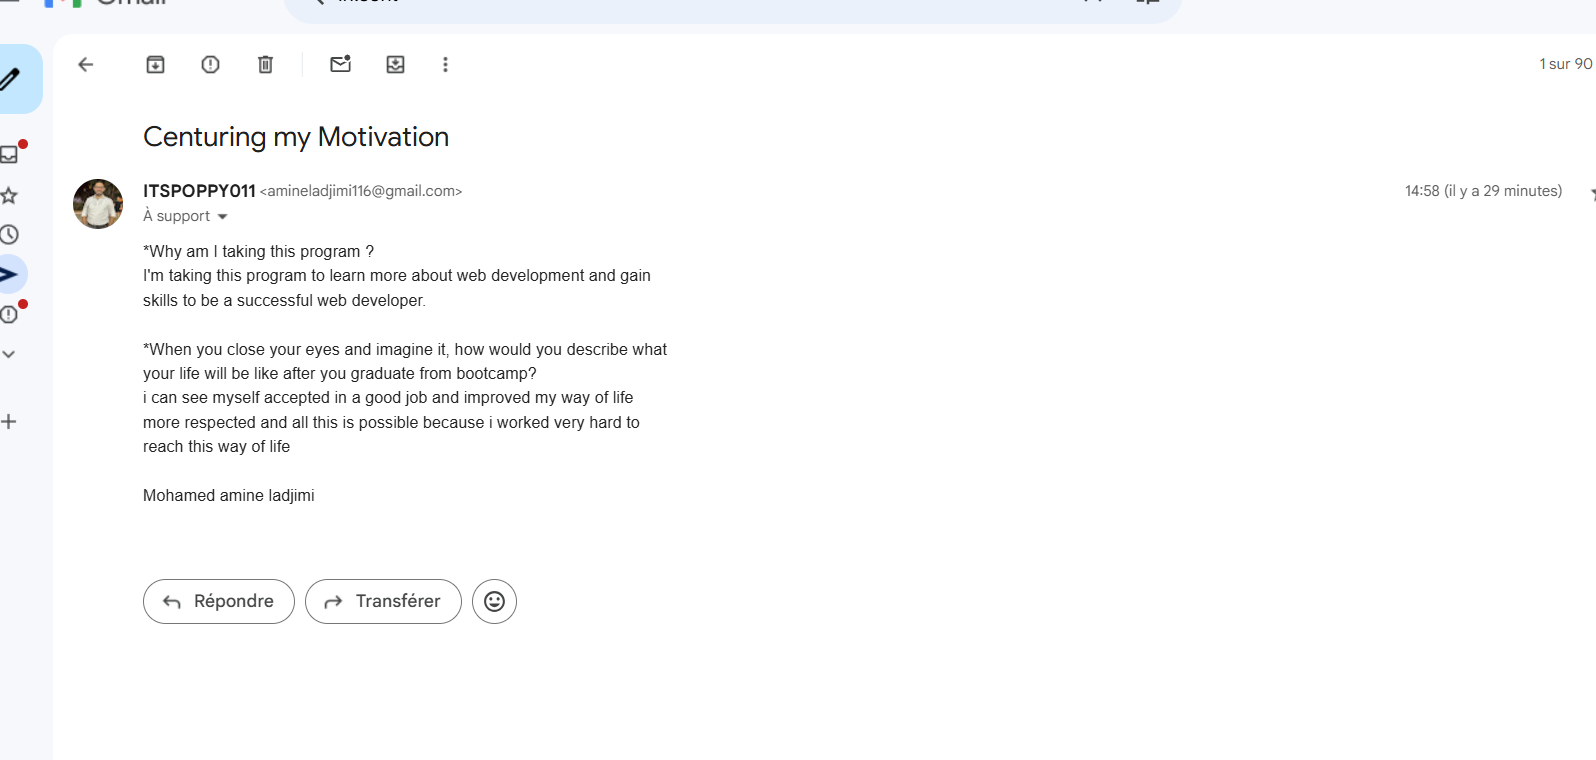 Gmail
1 sur 90
Centuring my Motivation
ITSPOPPY011 <amineladjimi116@gmail.com>
14:58 (il y a 29 minutes)
À support
*Why am I taking this program ?
I'm taking this program to learn more about web development and gain
skills to be a successful web developer.
*When you close your eyes and imagine it, how would you describe what
your life will be like after you graduate from bootcamp?
i can see myself accepted in a good job and improved my way of life
more respected and all this is possible because i worked very hard to
reach this way of life
Mohamed amine ladjimi
Répondre
Transférer